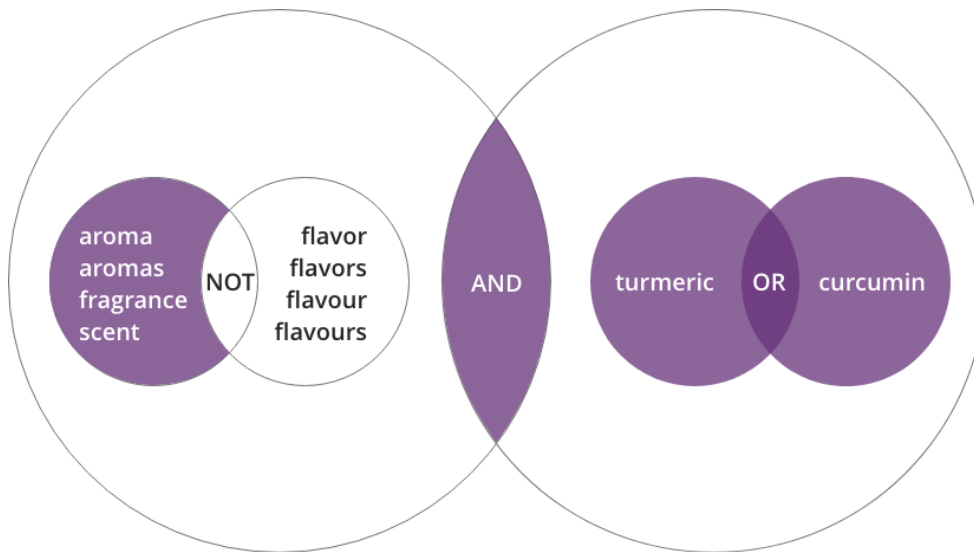 aroma
aromas
fragrance
scent
NOT
flavor
flavors
flavour
flavours
AND
turmeric
OR
curcumin